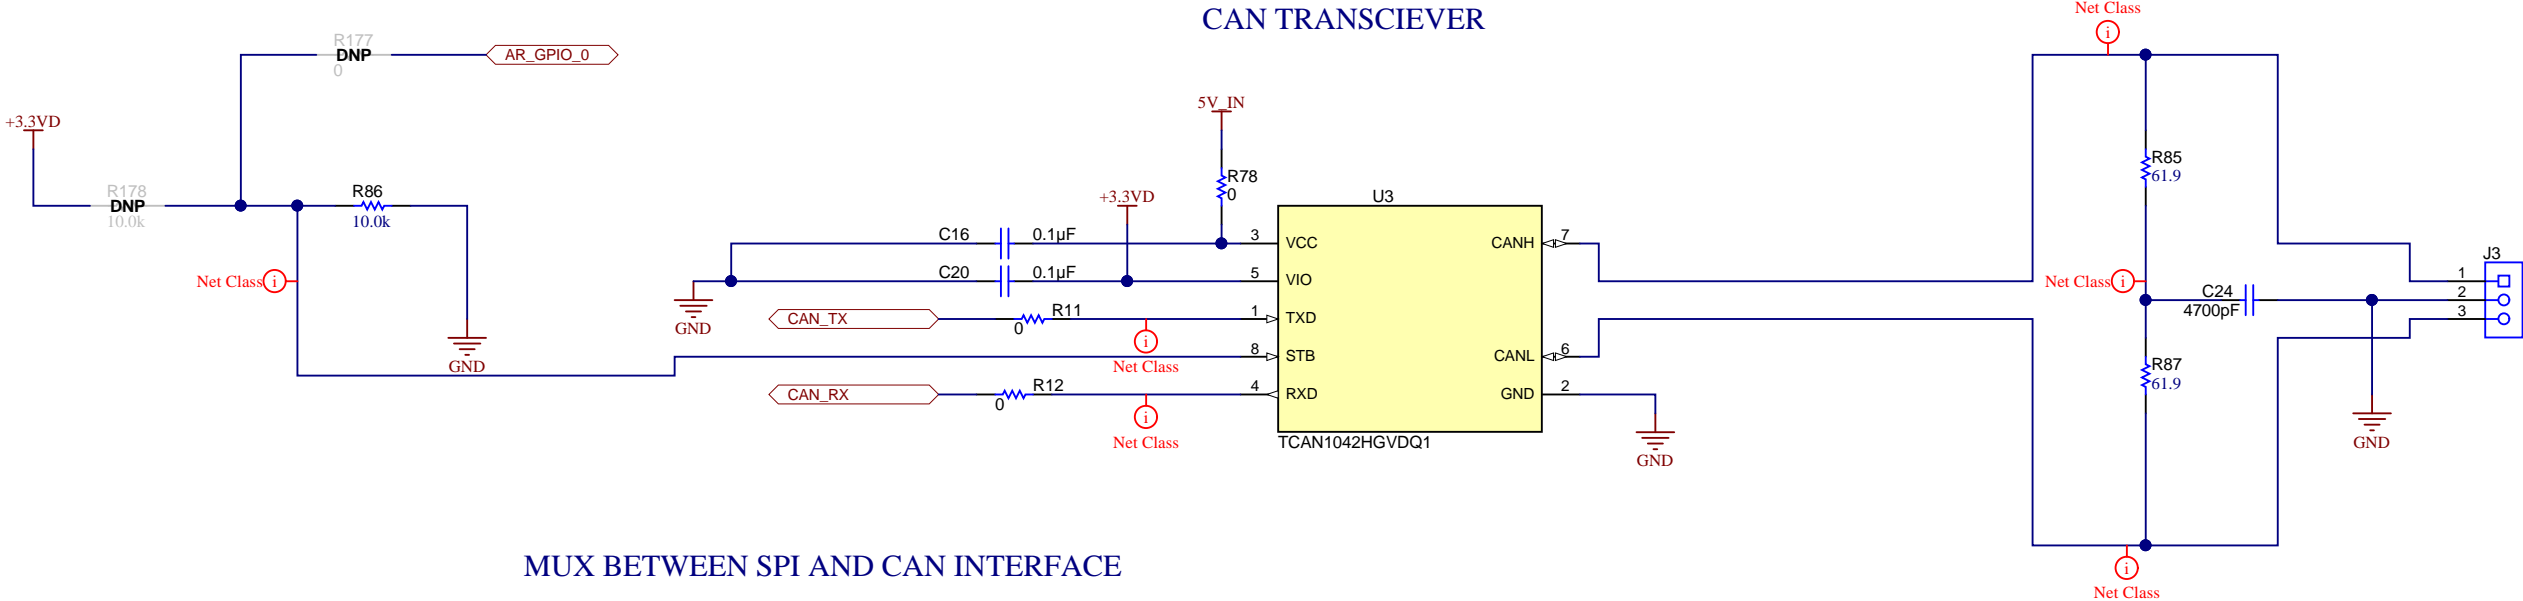 CAN TRANSCIEVER
Net Class
i
R177
DNP
0
AR_GPIO_0
+3.3VD
R178
DNP
10.0k
R86
10.0k
Net Class
i
GND
5V_IN
R78
0
+3.3VD
C16
0.1µF
C20
0.1µF
GND
CAN_TX
R11
0
i
Net Class
CAN_RX
R12
0
i
Net Class
U3
3
VCC
5
VIO
1
TXD
8
STB
4
RXD
CANH
7
CANL
6
GND
2
TCAN1042HGVDQ1
GND
R85
61.9
Net Class
i
C24
4700pF
R87
61.9
J3
1
2
3
GND
i
Net Class
MUX BETWEEN SPI AND CAN INTERFACE